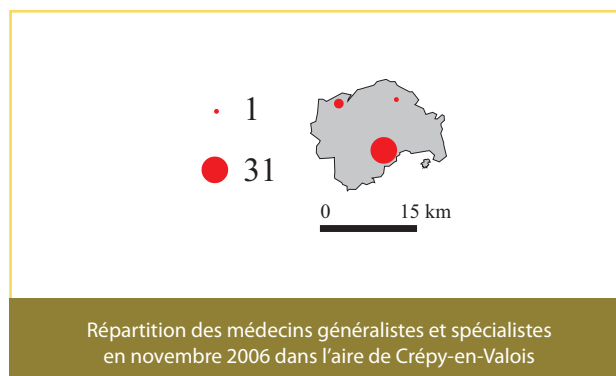 1
31
0 15 km
Répartition des médecins généralistes et spécialistes
en novembre 2006 dans l'aire de Crépy-en-Valois